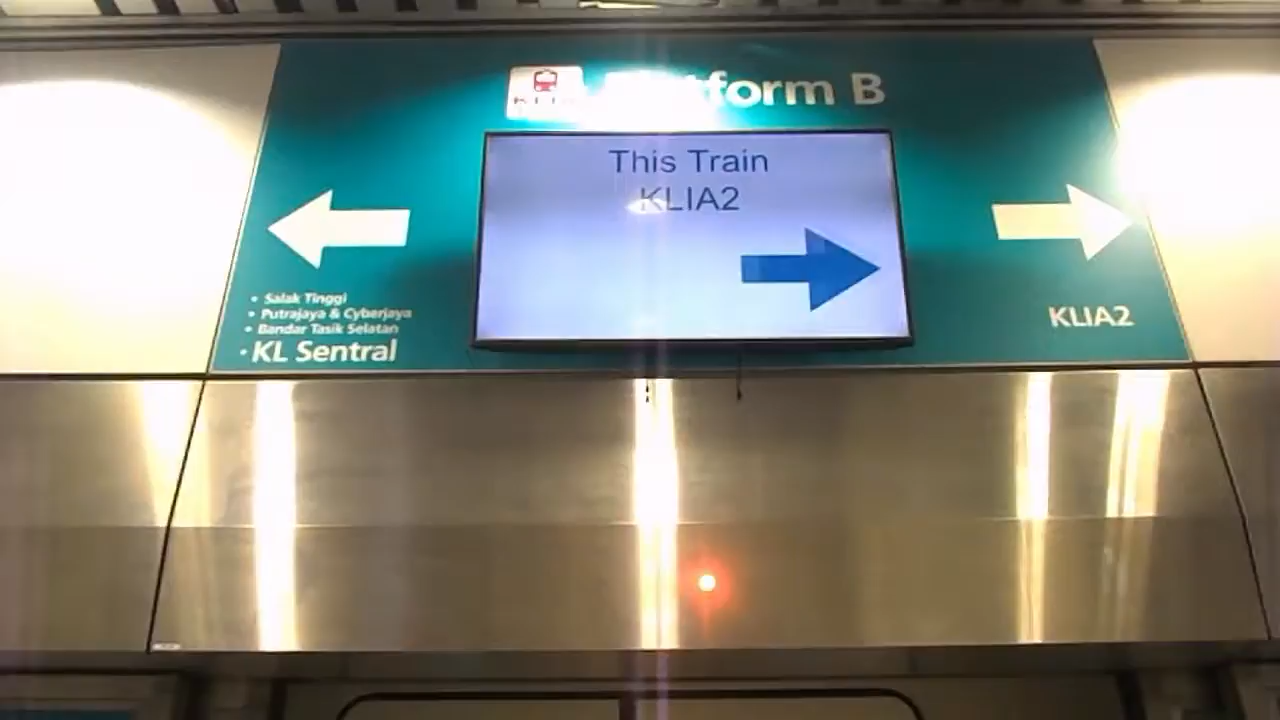 Platform B
This Train
KLIA2
• Salak Tinggi
• Putrajaya & Cyberjaya
• Bandar Tasik Selatan
• KL Sentral
KLIA2